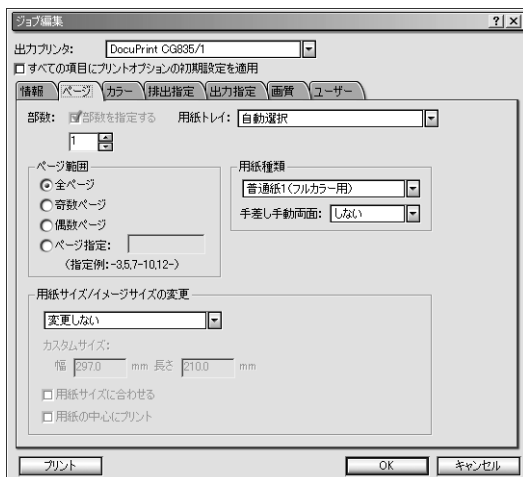 ジョブ編集
出力プリンタ: DocuPrint CG835/1
すべての項目にプリントオプションの初期設定を適用
情報 ページ カラー 排出指定 出力指定 画質 ユーザー
部数: 部数を指定する 用紙トレイ: 自動選択
1
ページ範囲
全ページ
奇数ページ
偶数ページ
ページ指定:
(指定例:-3,5,7-10,12-)
用紙種類
普通紙1(フルカラー用)
手差し手動両面: しない
用紙サイズ/イメージサイズの変更
変更しない
カスタムサイズ:
幅 297.0 mm 長さ 210.0 mm
用紙サイズに合わせる
用紙の中心にプリント
プリント OK キャンセル